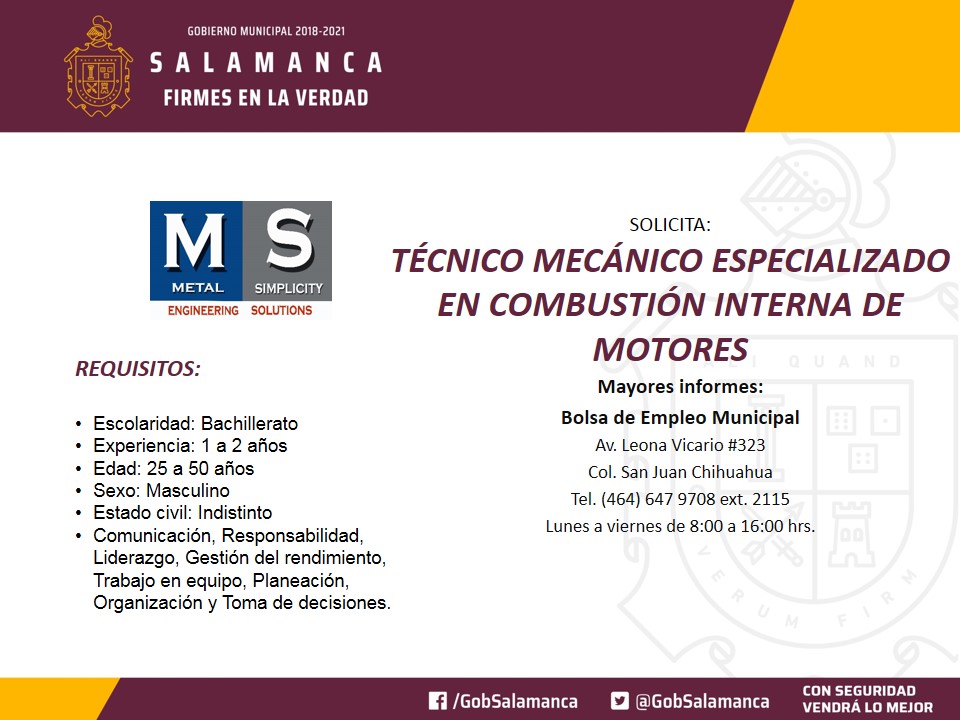 GOBIERNO MUNICIPAL 2018-2021
SALAMANCA
FIRMES EN LA VERDAD
M S
METAL SIMPLICITY
ENGINEERING SOLUTIONS
REQUISITOS:
• Escolaridad: Bachillerato
• Experiencia: 1 a 2 años
• Edad: 25 a 50 años
• Sexo: Masculino
• Estado civil: Indistinto
• Comunicación, Responsabilidad,
Liderazgo, Gestión del rendimiento,
Trabajo en equipo, Planeación,
Organización y Toma de decisiones.
SOLICITA:
TÉCNICO MECÁNICO ESPECIALIZADO
EN COMBUSTIÓN INTERNA DE
MOTORES
Mayores informes:
Bolsa de Empleo Municipal
Av. Leona Vicario #323
Col. San Juan Chihuahua
Tel. (464) 647 9708 ext. 2115
Lunes a viernes de 8:00 a 16:00 hrs.
ALI QUAND
VERUM FIRM
/GobSalamanca
@GobSalamanca
CON SEGURIDAD
VENDRÁ LO MEJOR